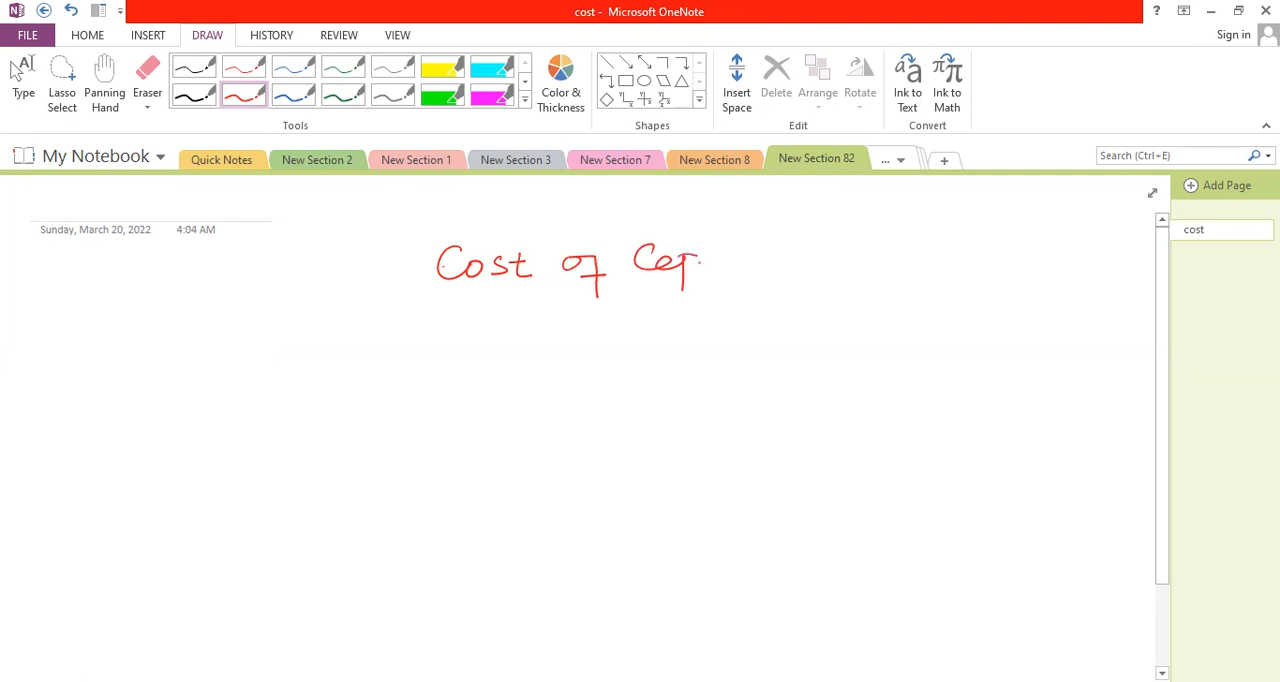 cost - Microsoft OneNote
?
FILE HOME INSERT DRAW HISTORY REVIEW VIEW Sign in
Type Lasso Select Panning Hand Eraser Color & Thickness Insert Space Delete Arrange Rotate Ink to Text Ink to Math
Tools Shapes Edit Convert
My Notebook Quick Notes New Section 2 New Section 1 New Section 3 New Section 7 New Section 8 New Section 82 ... + Search (Ctrl+E)
Add Page
cost
Sunday, March 20, 2022 4:04 AM
Cost of Cap